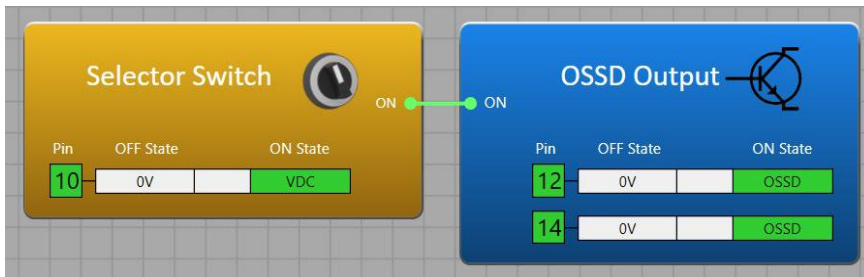 Selector Switch
ON
Pin OFF State ON State
10 0V VDC
OSSD Output
ON
Pin OFF State ON State
12 0V OSSD
14 0V OSSD